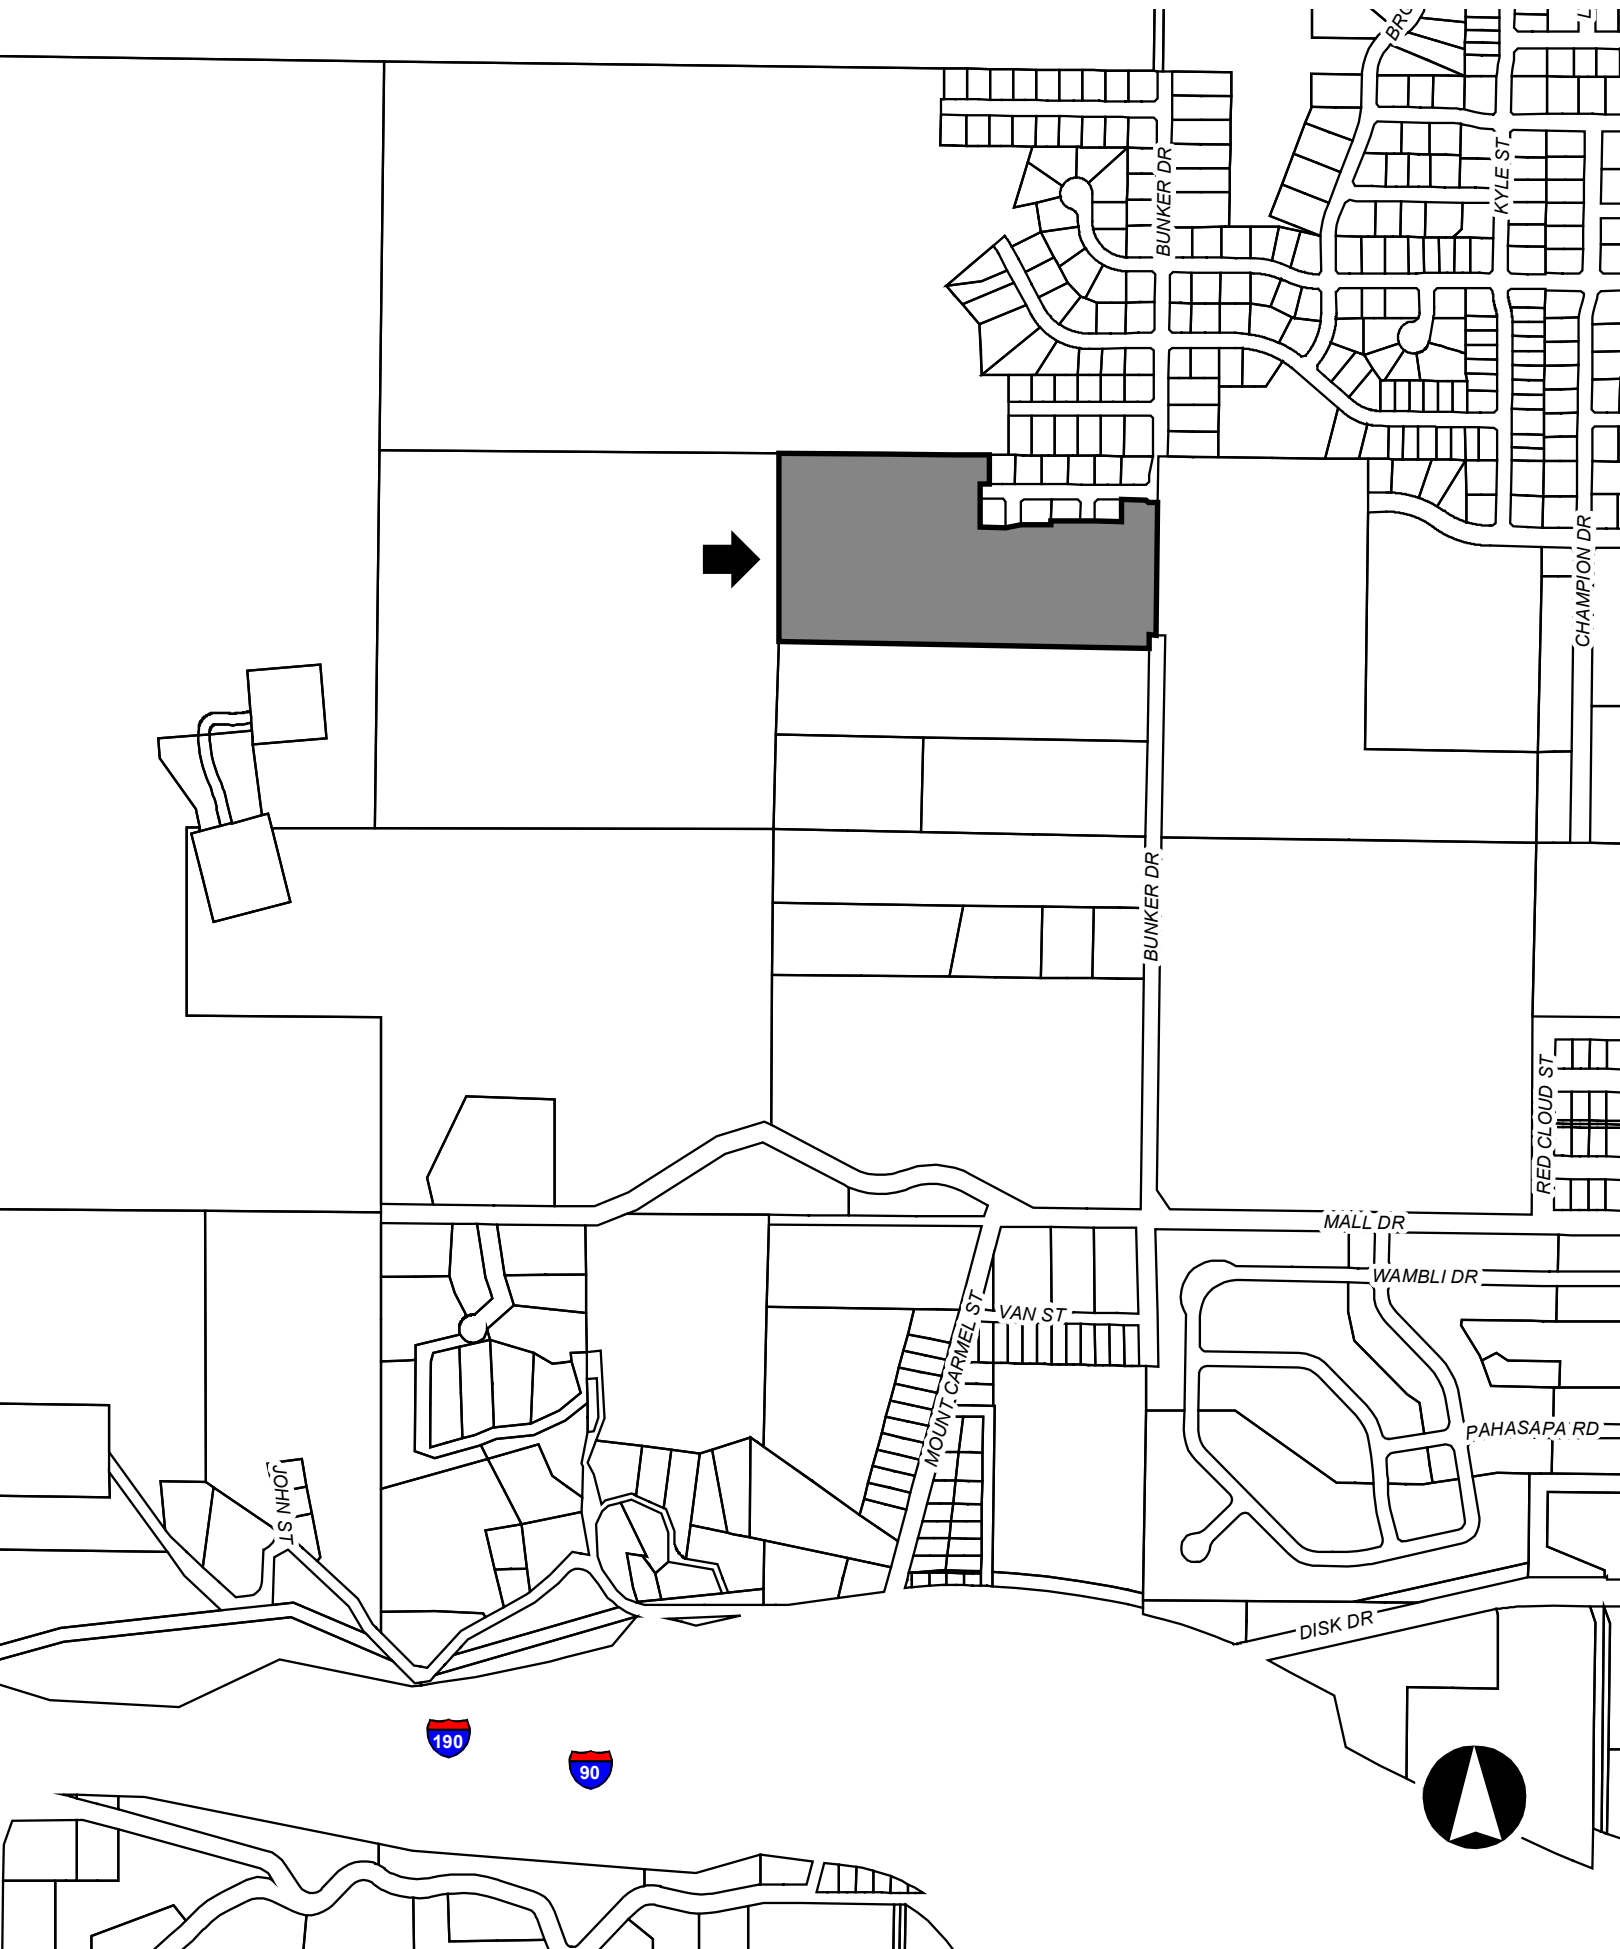 BRO
L
BUNKER DR
KYLE ST
CHAMPION DR
BUNKER DR
RED CLOUD ST
MALL DR
WAMBLI DR
VAN ST
MOUNT CARMEL ST
PAHASAPA RD
JOHN ST
DISK DR
190
90